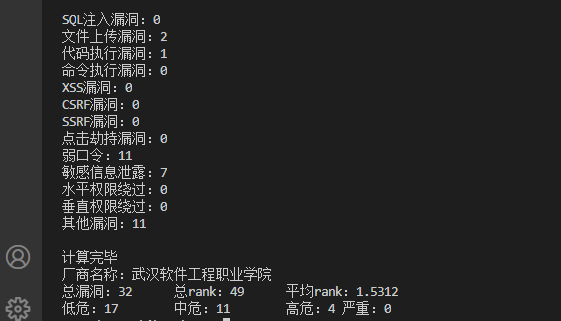 SQL注入漏洞：0
文件上传漏洞：2
代码执行漏洞：1
命令执行漏洞：0
XSS漏洞：0
CSRF漏洞：0
SSRF漏洞：0
点击劫持漏洞：0
弱口令：11
敏感信息泄露：7
水平权限绕过：0
垂直权限绕过：0
其他漏洞：11
计算完毕
厂商名称：武汉软件工程职业学院
总漏洞：32 总rank：49 平均rank：1.5312
低危：17 中危：11 高危：4 严重：0